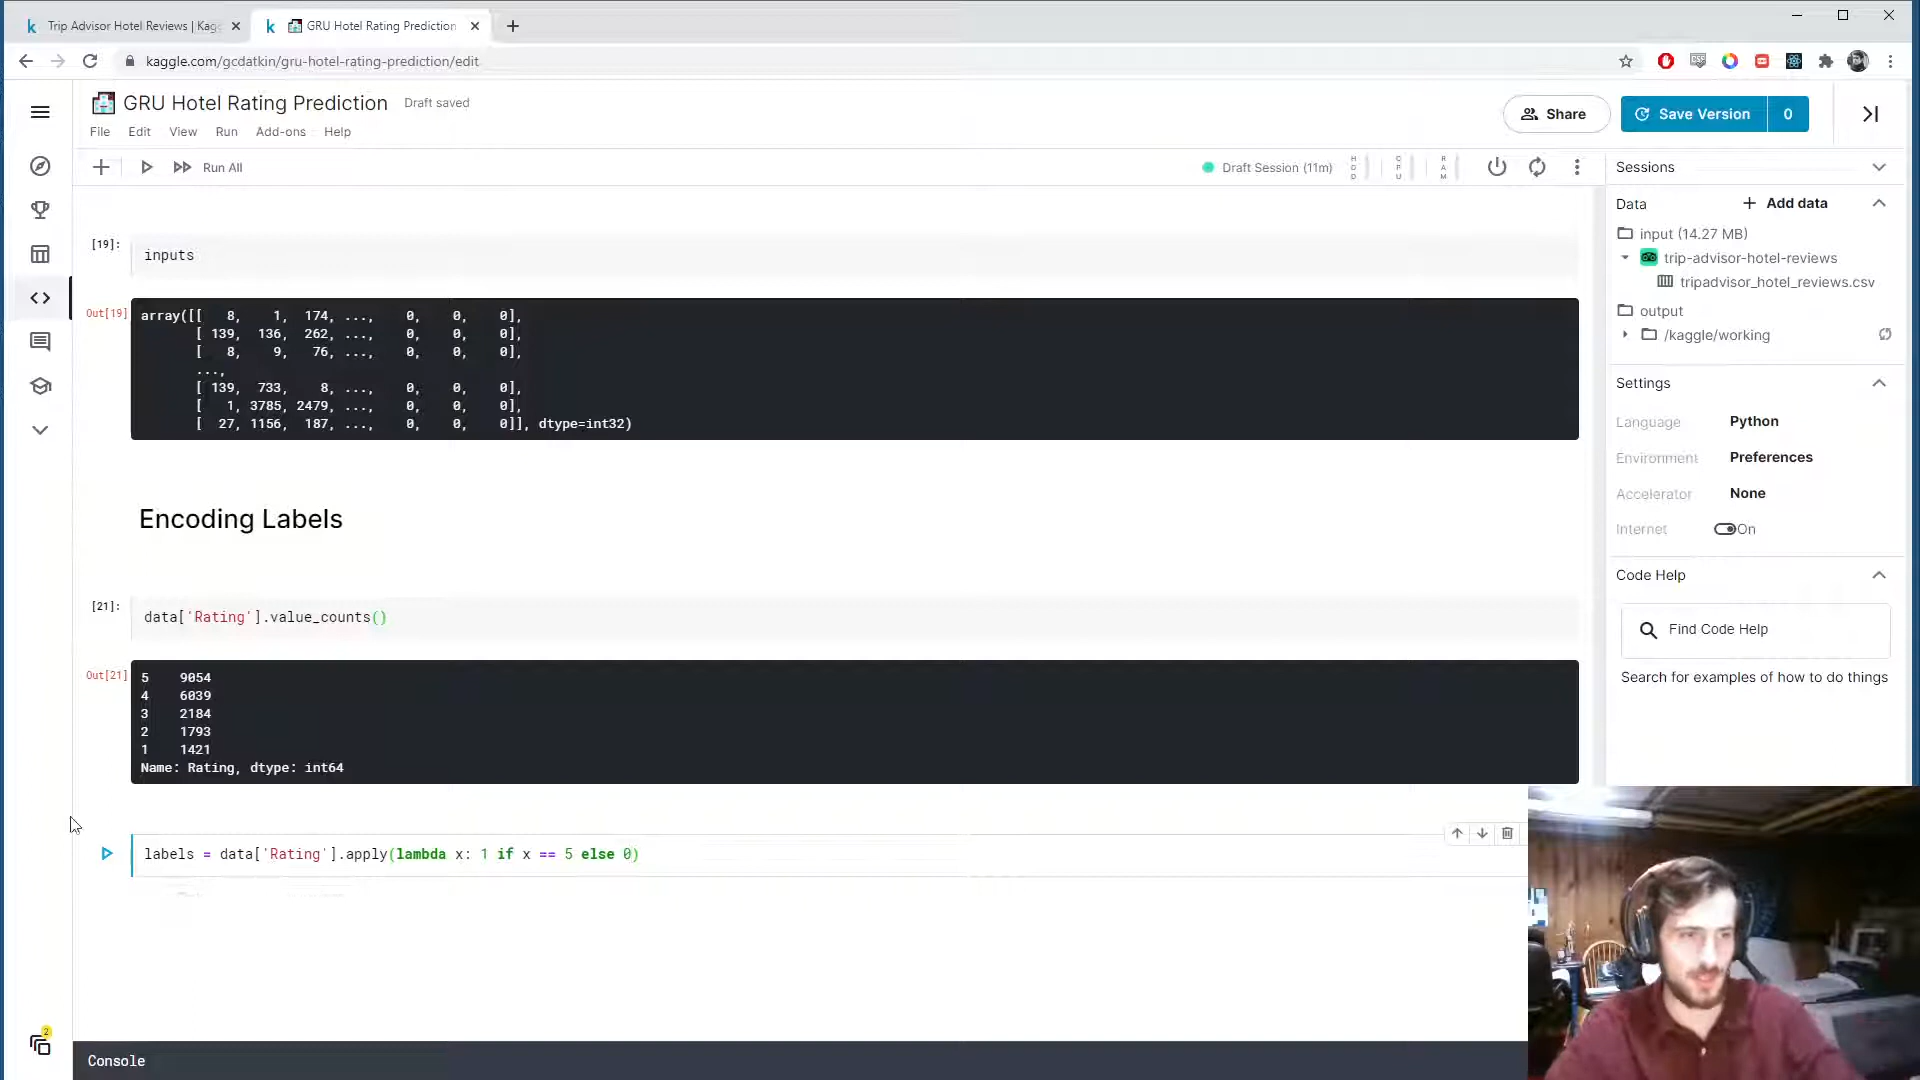 Trip Advisor Hotel Reviews | Kag
GRU Hotel Rating Prediction
kaggle.com/gcdatkin/gru-hotel-rating-prediction/edit
GRU Hotel Rating Prediction
Draft saved
File Edit View Run Add-ons Help
Share
Save Version
0
Run All
Draft Session (11m)
HDD
CPU
RAM
[19]:
inputs
Out[19]
array([[   8,    1,  174, ...,    0,    0,    0],
[ 139,  136,  262, ...,    0,    0,    0],
[   8,    9,   76, ...,    0,    0,    0],
...,
[ 139,  733,    8, ...,    0,    0,    0],
[   1, 3785, 2479, ...,    0,    0,    0],
[  27, 1156,  187, ...,    0,    0,    0]], dtype=int32)
Encoding Labels
[21]:
data['Rating'].value_counts()
Out[21]
5    9054
4    6039
3    2184
2    1793
1    1421
Name: Rating, dtype: int64
labels = data['Rating'].apply(lambda x: 1 if x == 5 else 0)
Console
2
Sessions
Data
+ Add data
input (14.27 MB)
trip-advisor-hotel-reviews
tripadvisor_hotel_reviews.csv
output
/kaggle/working
Settings
Language Python
Environment Preferences
Accelerator None
Internet On
Code Help
Find Code Help
Search for examples of how to do things